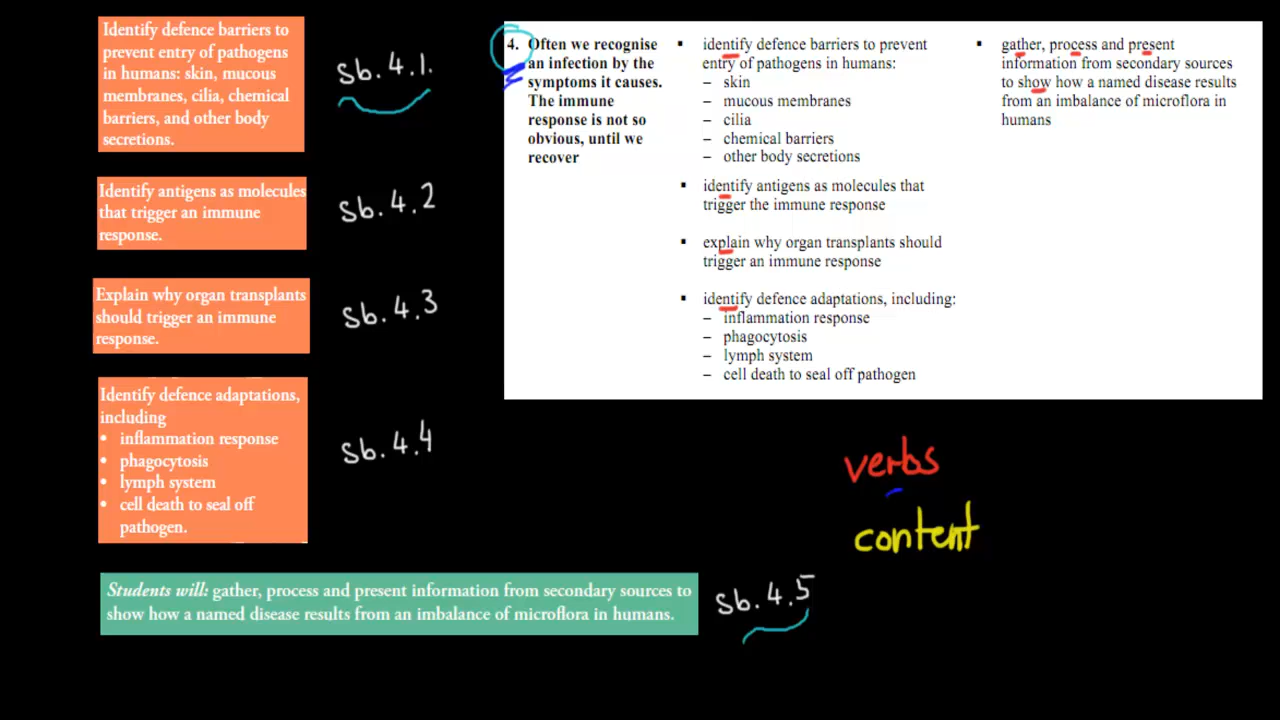 Identify defence barriers to
prevent entry of pathogens
in humans: skin, mucous
membranes, cilia, chemical
barriers, and other body
secretions.
Sb.4.1.
Identify antigens as molecules
that trigger an immune
response.
Sb.4.2
Explain why organ transplants
should trigger an immune
response.
Sb.4.3
Identify defence adaptations,
including
• inflammation response
• phagocytosis
• lymph system
• cell death to seal off
pathogen.
Sb.4.4
Students will: gather, process and present information from secondary sources to
show how a named disease results from an imbalance of microflora in humans.
Sb.4.5
4. Often we recognise
an infection by the
symptoms it causes.
The immune
response is not so
obvious, until we
recover
▪ identify defence barriers to prevent
entry of pathogens in humans:
– skin
– mucous membranes
– cilia
– chemical barriers
– other body secretions
▪ identify antigens as molecules that
trigger the immune response
▪ explain why organ transplants should
trigger an immune response
▪ identify defence adaptations, including:
– inflammation response
– phagocytosis
– lymph system
– cell death to seal off pathogen
▪ gather, process and present
information from secondary sources
to show how a named disease results
from an imbalance of microflora in
humans
verbs
content